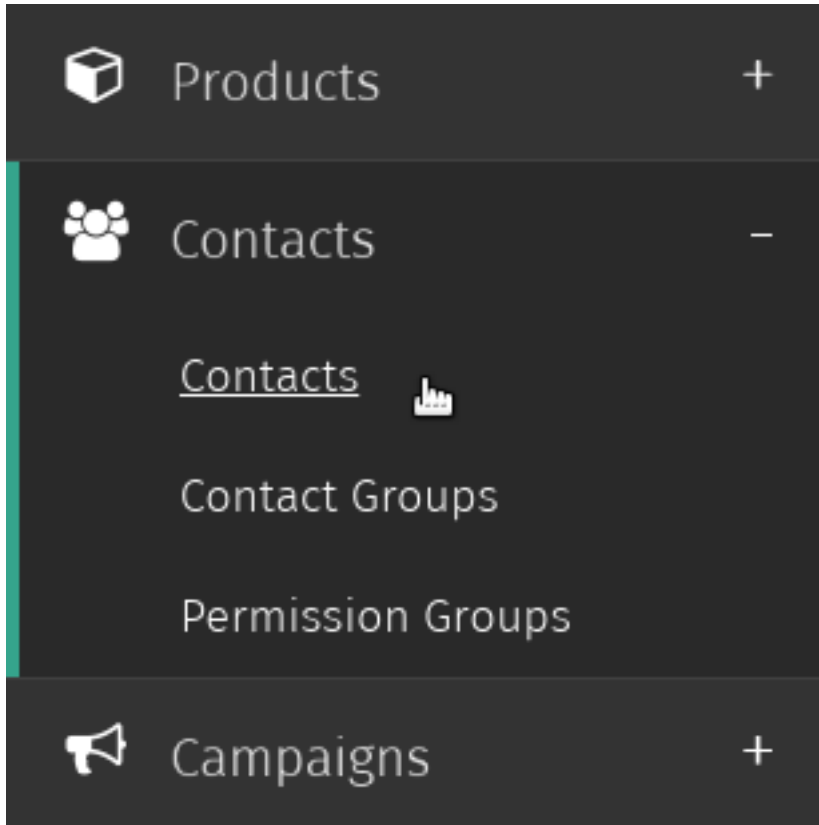 Products +
Contacts −
Contacts
Contact Groups
Permission Groups
Campaigns +